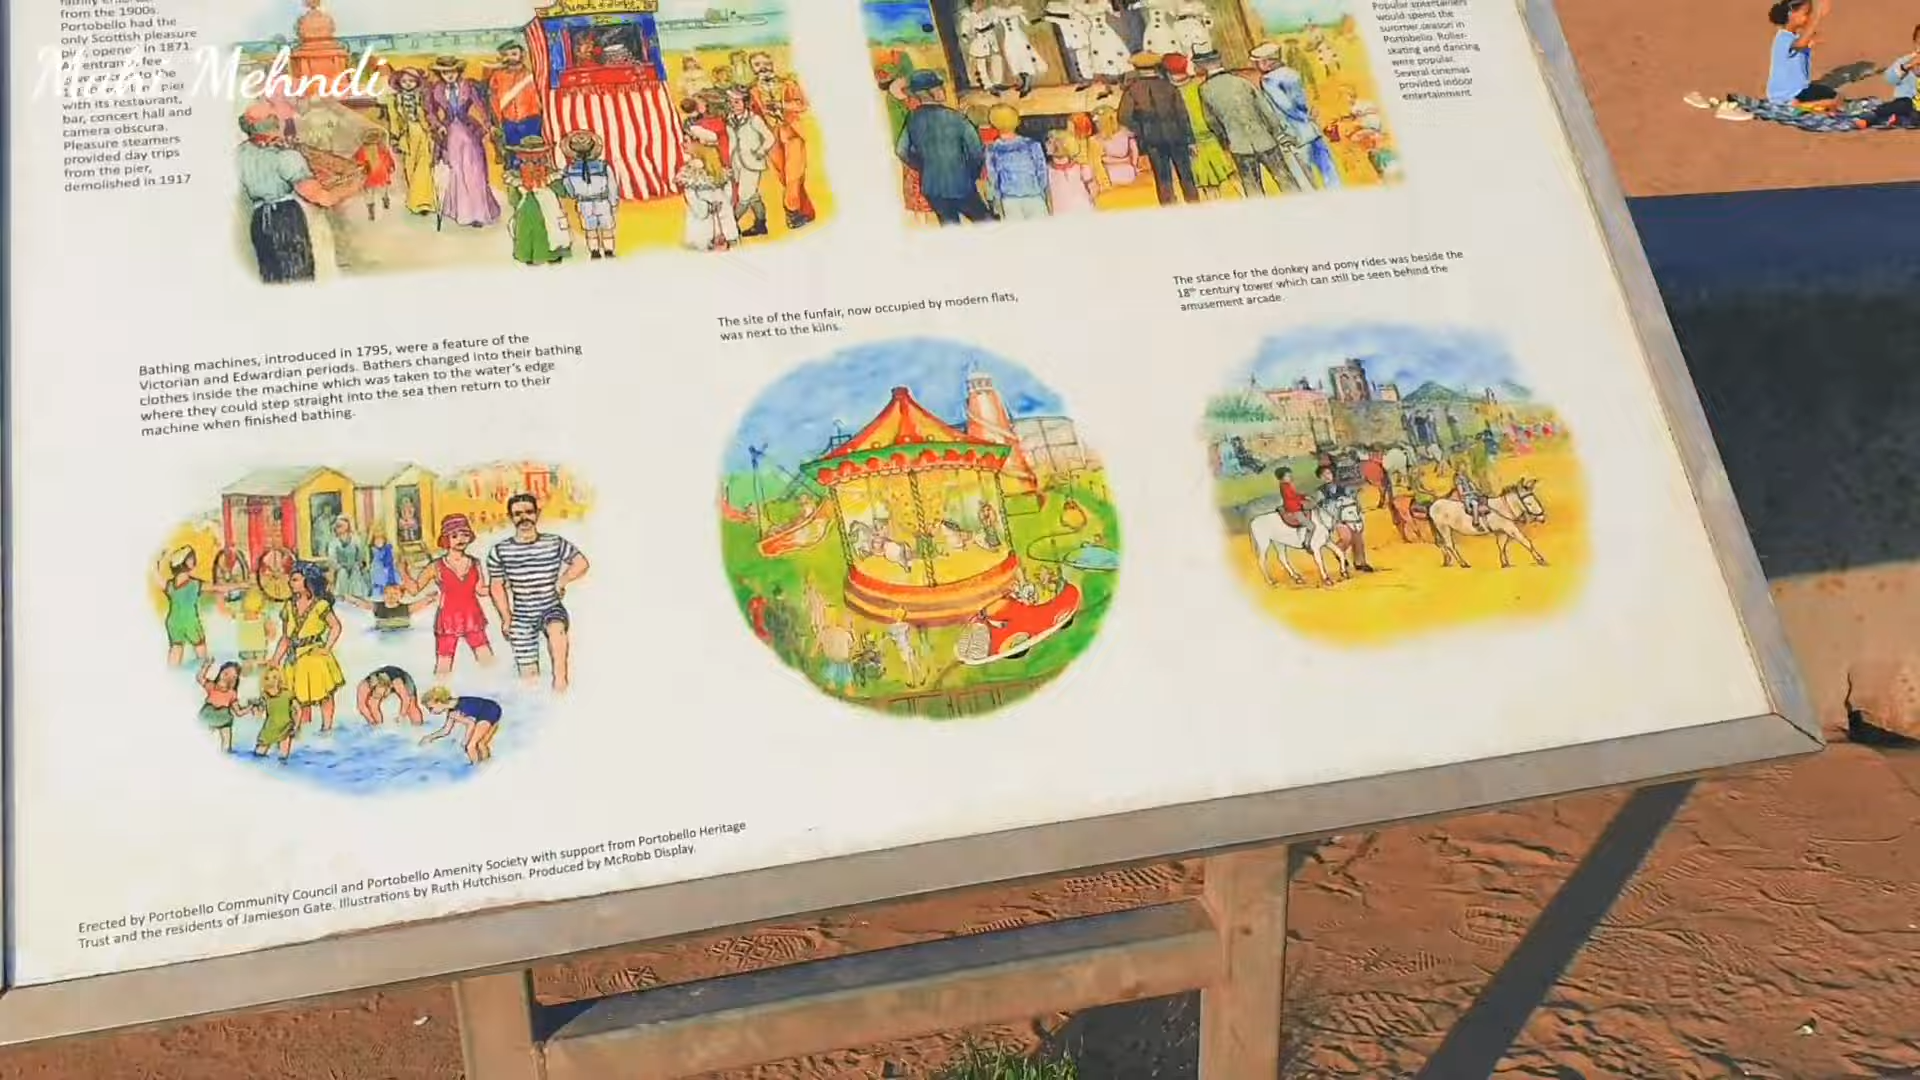 from the 1900s.
Portobello had the
only Scottish pleasure
opened in 1871.
entrance fee
to the
pier
with its restaurant,
bar, concert hall and
camera obscura.
Pleasure steamers
provided day trips
from the pier,
demolished in 1917
Mehndi
Popular entertainers
would spend the
summer season in
Portobello. Roller-
skating and dancing
were popular.
Several cinemas
provided indoor
entertainment.
Bathing machines, introduced in 1795, were a feature of the
Victorian and Edwardian periods. Bathers changed into their bathing
clothes inside the machine which was taken to the water's edge
where they could step straight into the sea then return to their
machine when finished bathing.
The site of the funfair, now occupied by modern flats,
was next to the kilns.
The stance for the donkey and pony rides was beside the
18th century tower which can still be seen behind the
amusement arcade.
Erected by Portobello Community Council and Portobello Amenity Society with support from Portobello Heritage
Trust and the residents of Jamieson Gate. Illustrations by Ruth Hutchison. Produced by McRobb Display.